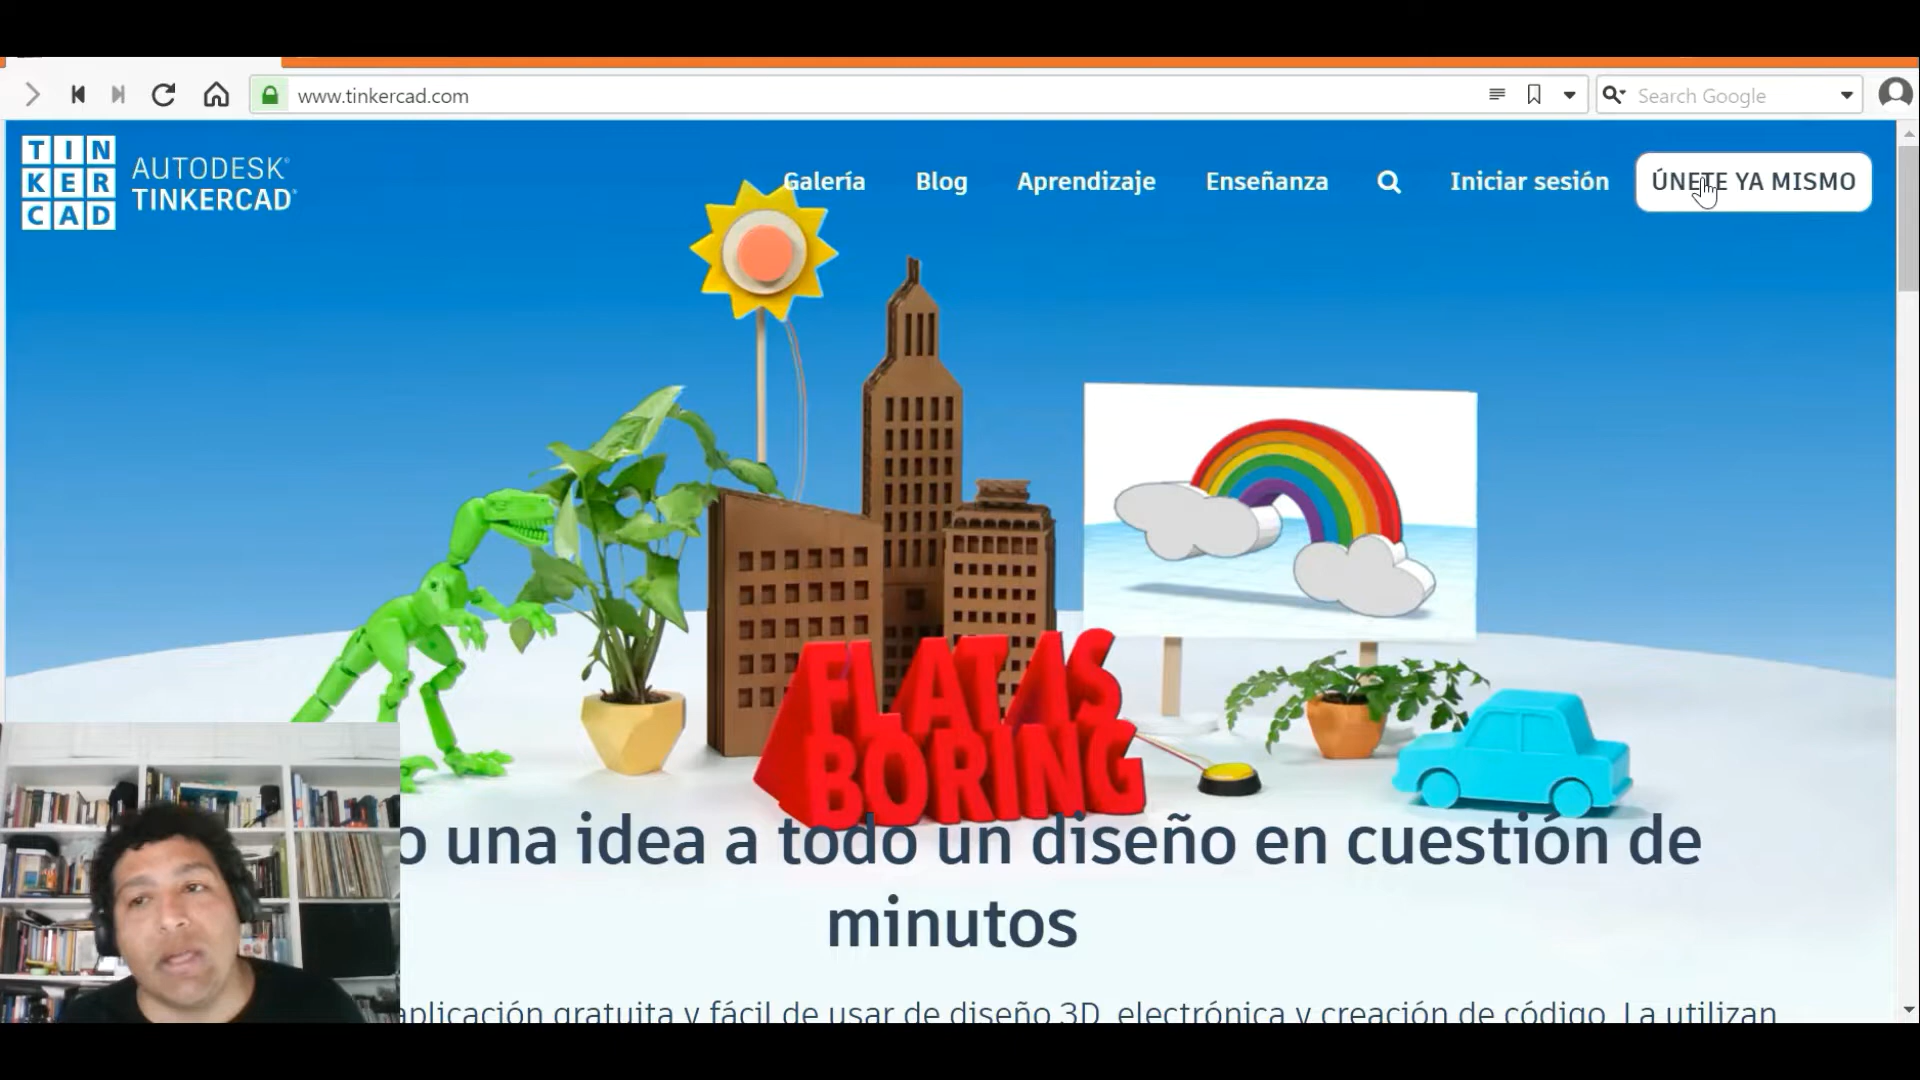 www.tinkercad.com
Search Google
TINKERCAD
AUTODESK®
TINKERCAD®
Galería Blog Aprendizaje Enseñanza Iniciar sesión ÚNETE YA MISMO
FLAT IS
BORING
o una idea a todo un diseño en cuestión de
minutos
aplicación gratuita y fácil de usar de diseño 3D, electrónica y creación de código. La utilizan